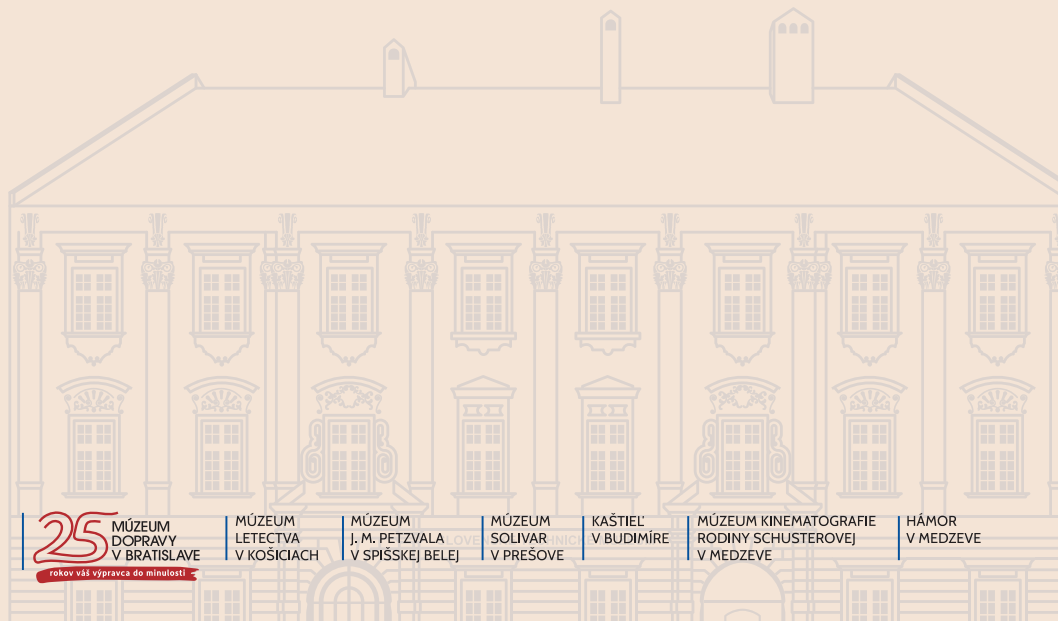 25
MÚZEUM
DOPRAVY
V BRATISLAVE
rokov váš výpravca do minulosti
MÚZEUM
LETECTVA
V KOŠICIACH
MÚZEUM
J. M. PETZVALA
V SPIŠSKEJ BELEJ
MÚZEUM
SOLIVAR
V PREŠOVE
KAŠTIEĽ
V BUDIMÍRE
MÚZEUM KINEMATOGRAFIE
RODINY SCHUSTEROVEJ
V MEDZEVE
HÁMOR
V MEDZEVE